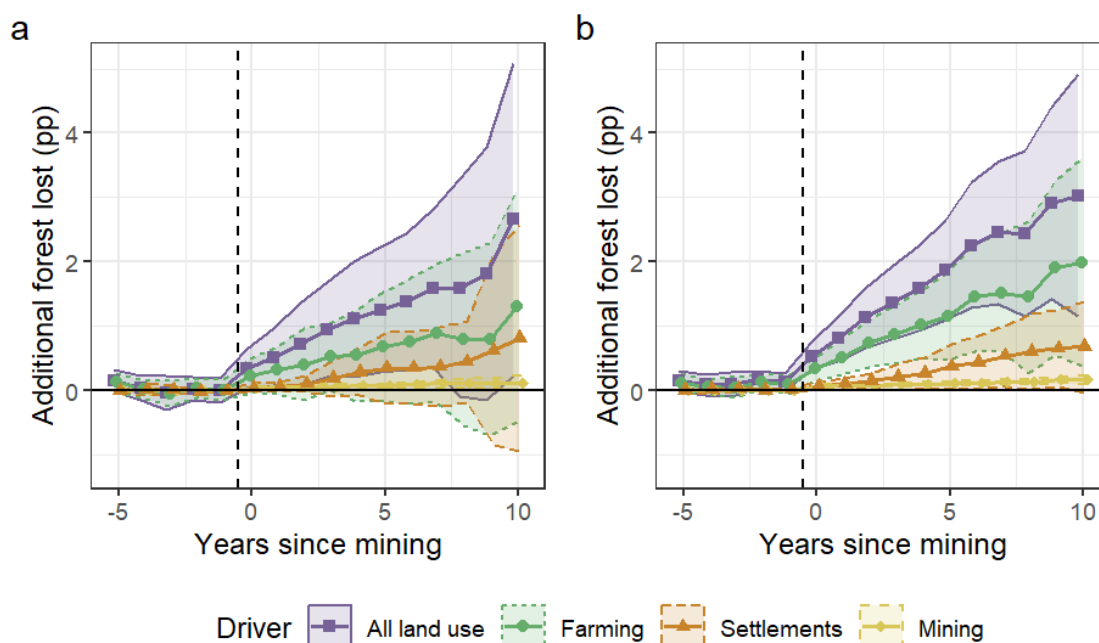 a
b
Additional forest lost (pp)
4
2
0
-5
0
5
10
Years since mining
Additional forest lost (pp)
4
2
0
-5
0
5
10
Years since mining
Driver
All land use
Farming
Settlements
Mining